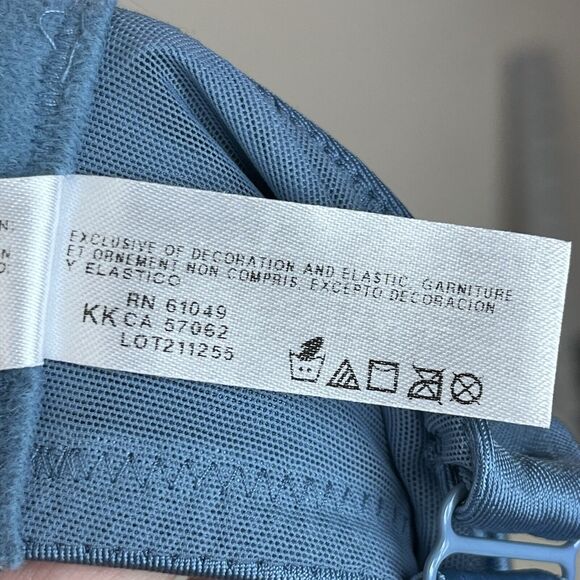 EXCLUSIVE OF DECORATION AND ELASTIC. GARNITURE
ET ORNEMENT NON COMPRIS. EXCEPTO DECORACION
Y ELASTICO
RN 61049
KK CA 57062
LOT211255